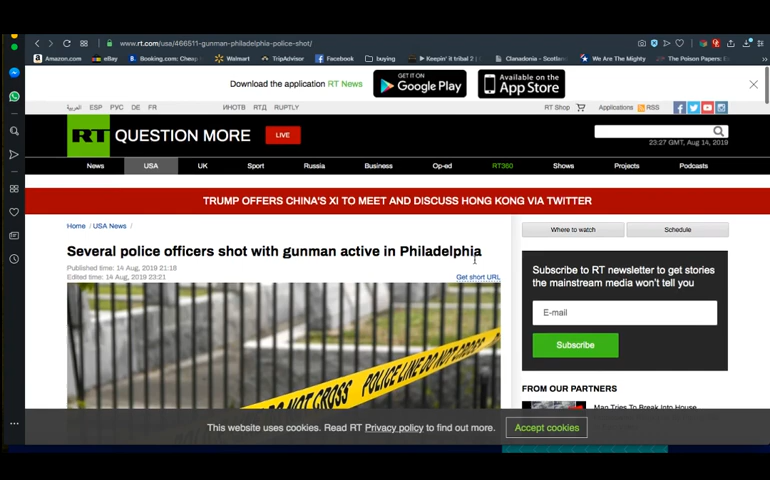 www.rt.com/usa/466511-gunman-philadelphia-police-shot/
Amazon.com eBay Booking.com: Cheap Walmart TripAdvisor Facebook buying Keepin' it tribal 2 Clanadonia - Scotlan We Are The Mighty The Poison Papers:
Download the application RT News
GET IT ON Google Play
Available on the App Store
العربية ESP РУС DE FR ИНОТВ RTД RUPTLY
RT Shop Applications RSS
RT QUESTION MORE LIVE
23:27 GMT, Aug 14, 2019
News USA UK Sport Russia Business Op-ed RT360 Shows Projects Podcasts
TRUMP OFFERS CHINA'S XI TO MEET AND DISCUSS HONG KONG VIA TWITTER
Home / USA News /
Where to watch Schedule
Several police officers shot with gunman active in Philadelphia
Published time: 14 Aug, 2019 21:18
Edited time: 14 Aug, 2019 23:21
Get short URL
Subscribe to RT newsletter to get stories
the mainstream media won't tell you
E-mail
Subscribe
FROM OUR PARTNERS
Man Tries To Break Into House
DO NOT CROSS POLICE LINE DO NOT CROSS
This website uses cookies. Read RT Privacy policy to find out more.
Accept cookies